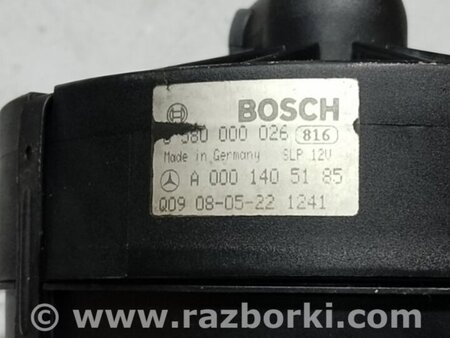 BOSCH
580 000 026 816
Made in Germany SLP 12V
A 000 140 51 85
Q09 08-05-22 1241
© www.razborki.com